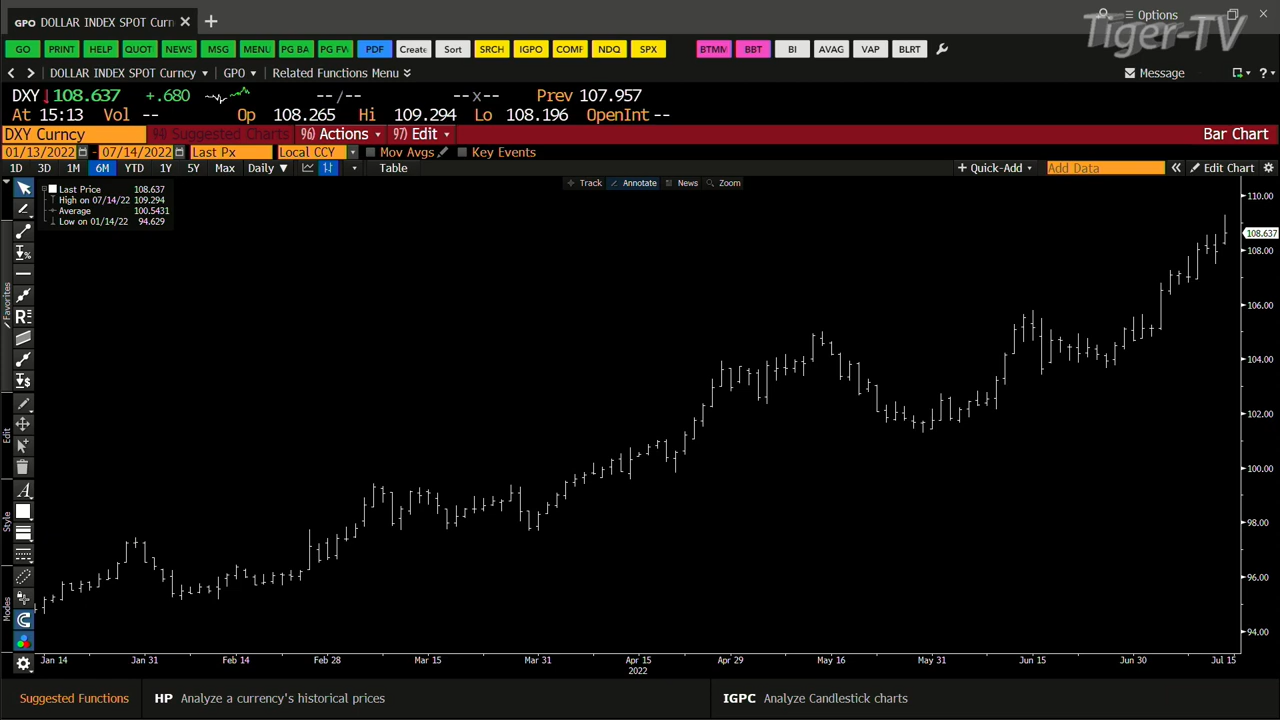 GPO DOLLAR INDEX SPOT Curn
Options
Tiger-TV
GO PRINT HELP QUOT NEWS MSG MENU PG BA PG FV PDF Create Sort SRCH IGPO COMF NDQ SPX BTMM BBT BI AVAG VAP BLRT
DOLLAR INDEX SPOT Curncy GPO Related Functions Menu Message ?
DXY 108.637 +.680 --/-- --x-- Prev 107.957
At 15:13 Vol -- Op 108.265 Hi 109.294 Lo 108.196 OpenInt --
DXY Curncy 94) Suggested Charts 96) Actions 97) Edit Bar Chart
01/13/2022 - 07/14/2022 Last Px Local CCY Mov Avgs Key Events
1D 3D 1M 6M YTD 1Y 5Y Max Daily ▼ Table + Quick-Add Add Data « Edit Chart
Track Annotate News Zoom
Last Price 108.637
High on 07/14/22 109.294
Average 100.5431
Low on 01/14/22 94.629
110.00
108.637
108.00
106.00
104.00
102.00
100.00
98.00
96.00
94.00
Favorites
Edit
Style
Modes
Jan 14 Jan 31 Feb 14 Feb 28 Mar 15 Mar 31 Apr 15 Apr 29 May 16 May 31 Jun 15 Jun 30 Jul 15
2022
Suggested Functions HP Analyze a currency's historical prices IGPC Analyze Candlestick charts